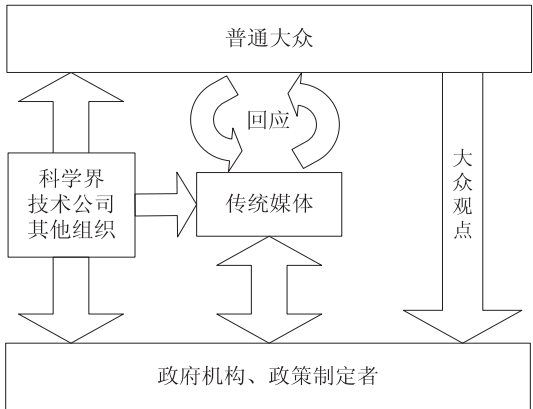 普通大众
回应
科学界
技术公司
其他组织
传统媒体
大众观点
政府机构、政策制定者